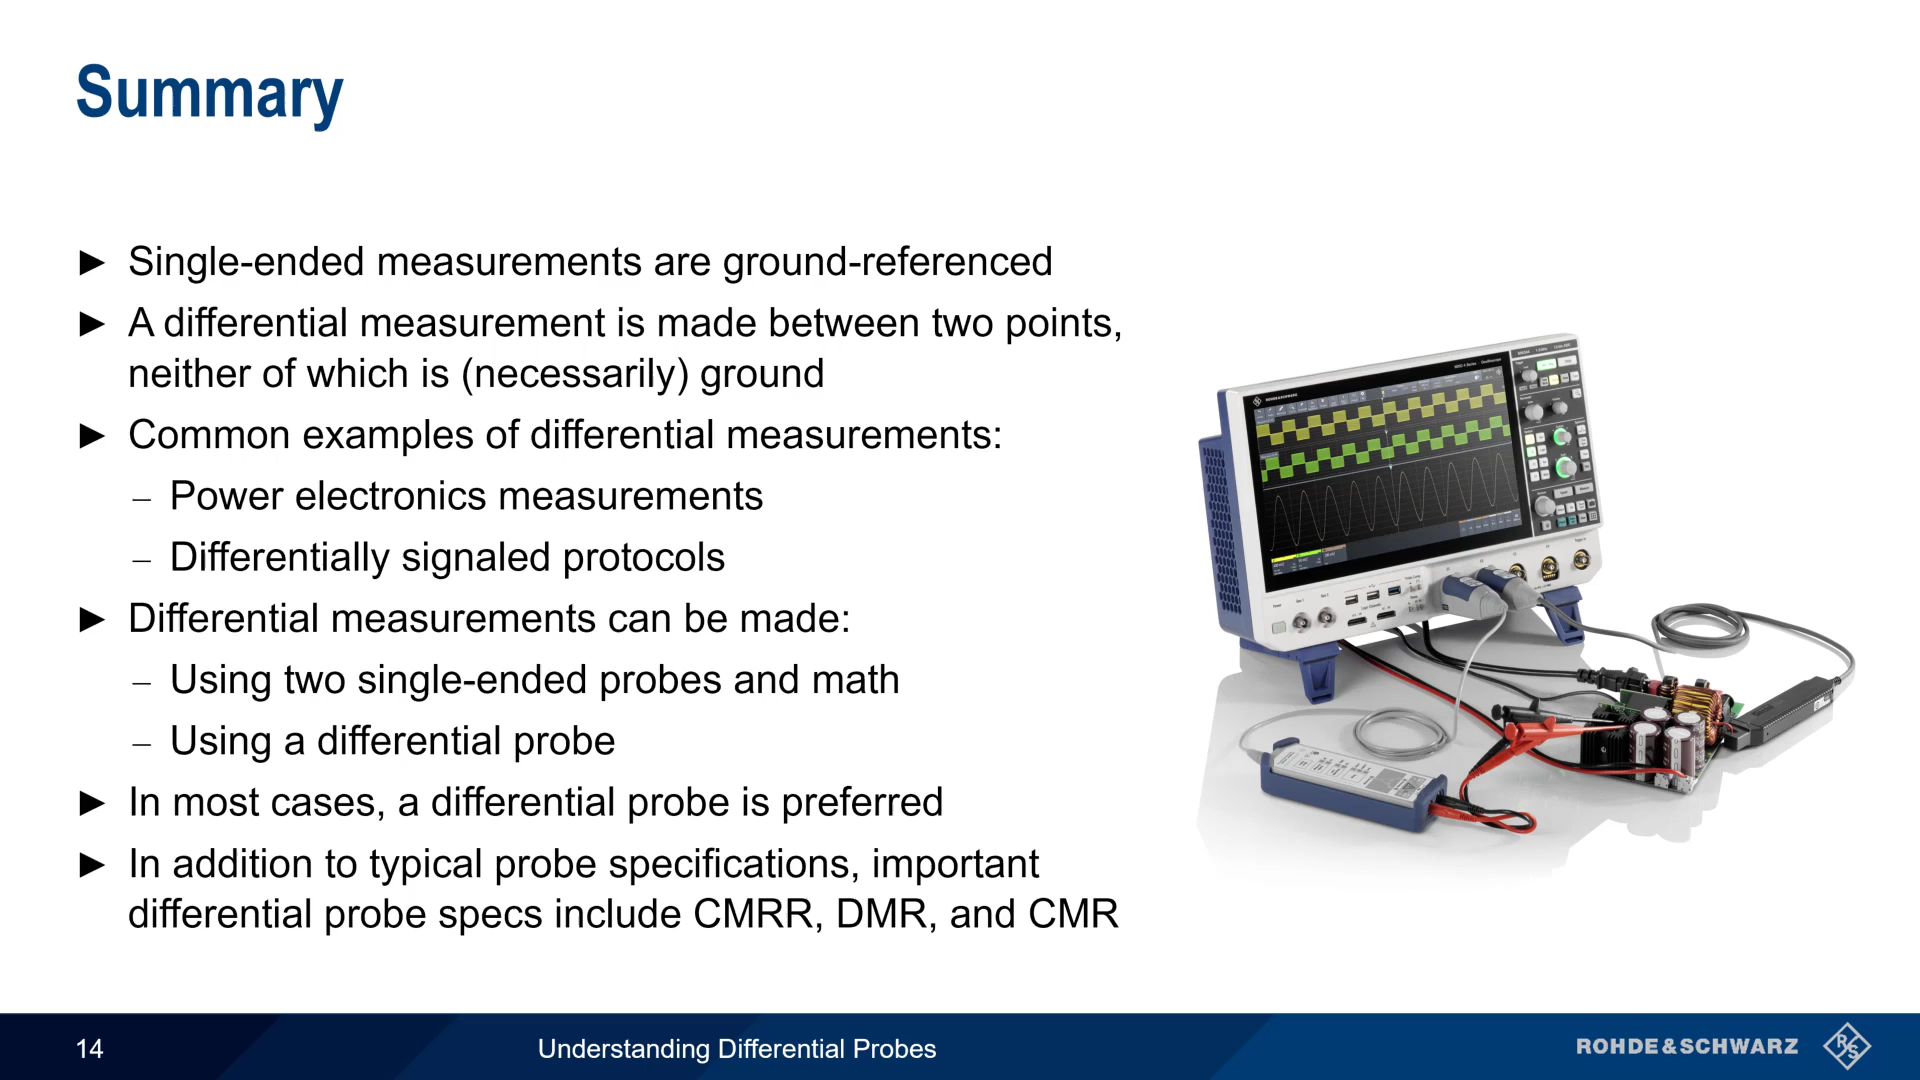 Summary
► Single-ended measurements are ground-referenced
► A differential measurement is made between two points,
neither of which is (necessarily) ground
► Common examples of differential measurements:
– Power electronics measurements
– Differentially signaled protocols
► Differential measurements can be made:
– Using two single-ended probes and math
– Using a differential probe
► In most cases, a differential probe is preferred
► In addition to typical probe specifications, important
differential probe specs include CMRR, DMR, and CMR
ROHDE & SCHWARZ
14
Understanding Differential Probes
ROHDE & SCHWARZ